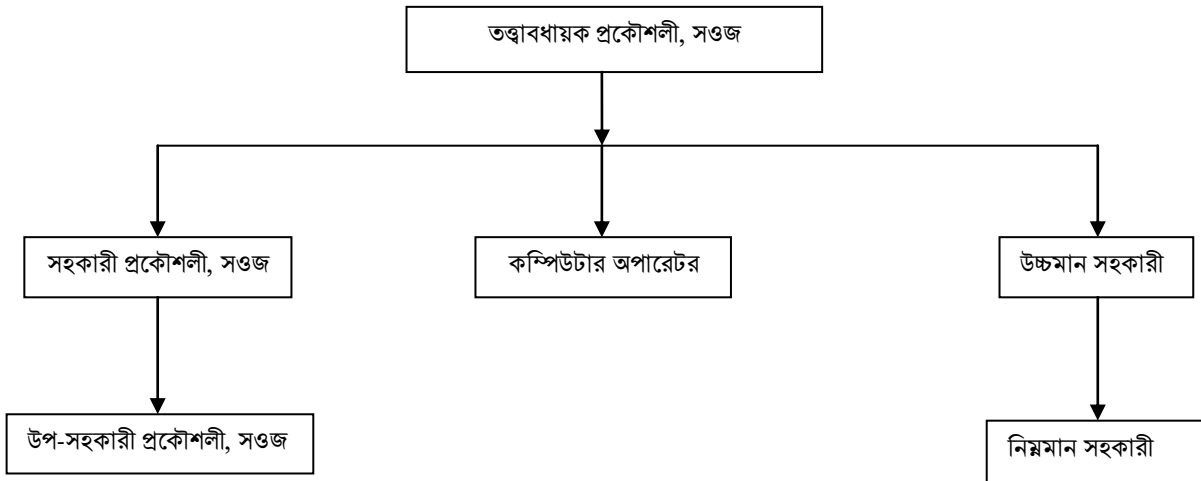 তত্ত্বাবধায়ক প্রকৌশলী, সওজ
সহকারী প্রকৌশলী, সওজ
কম্পিউটার অপারেটর
উচ্চমান সহকারী
উপ-সহকারী প্রকৌশলী, সওজ
নিম্নমান সহকারী